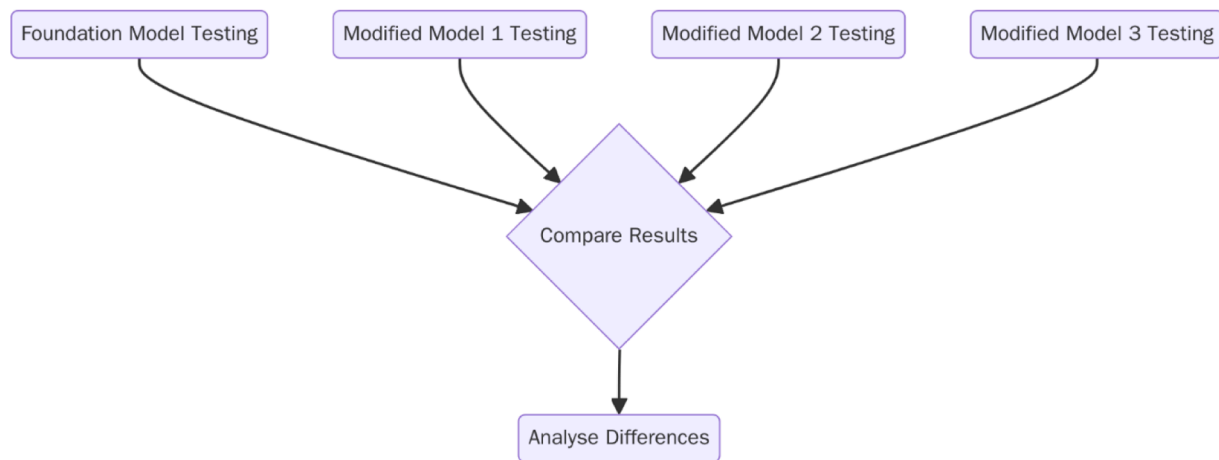 Foundation Model Testing
Modified Model 1 Testing
Modified Model 2 Testing
Modified Model 3 Testing
Compare Results
Analyse Differences